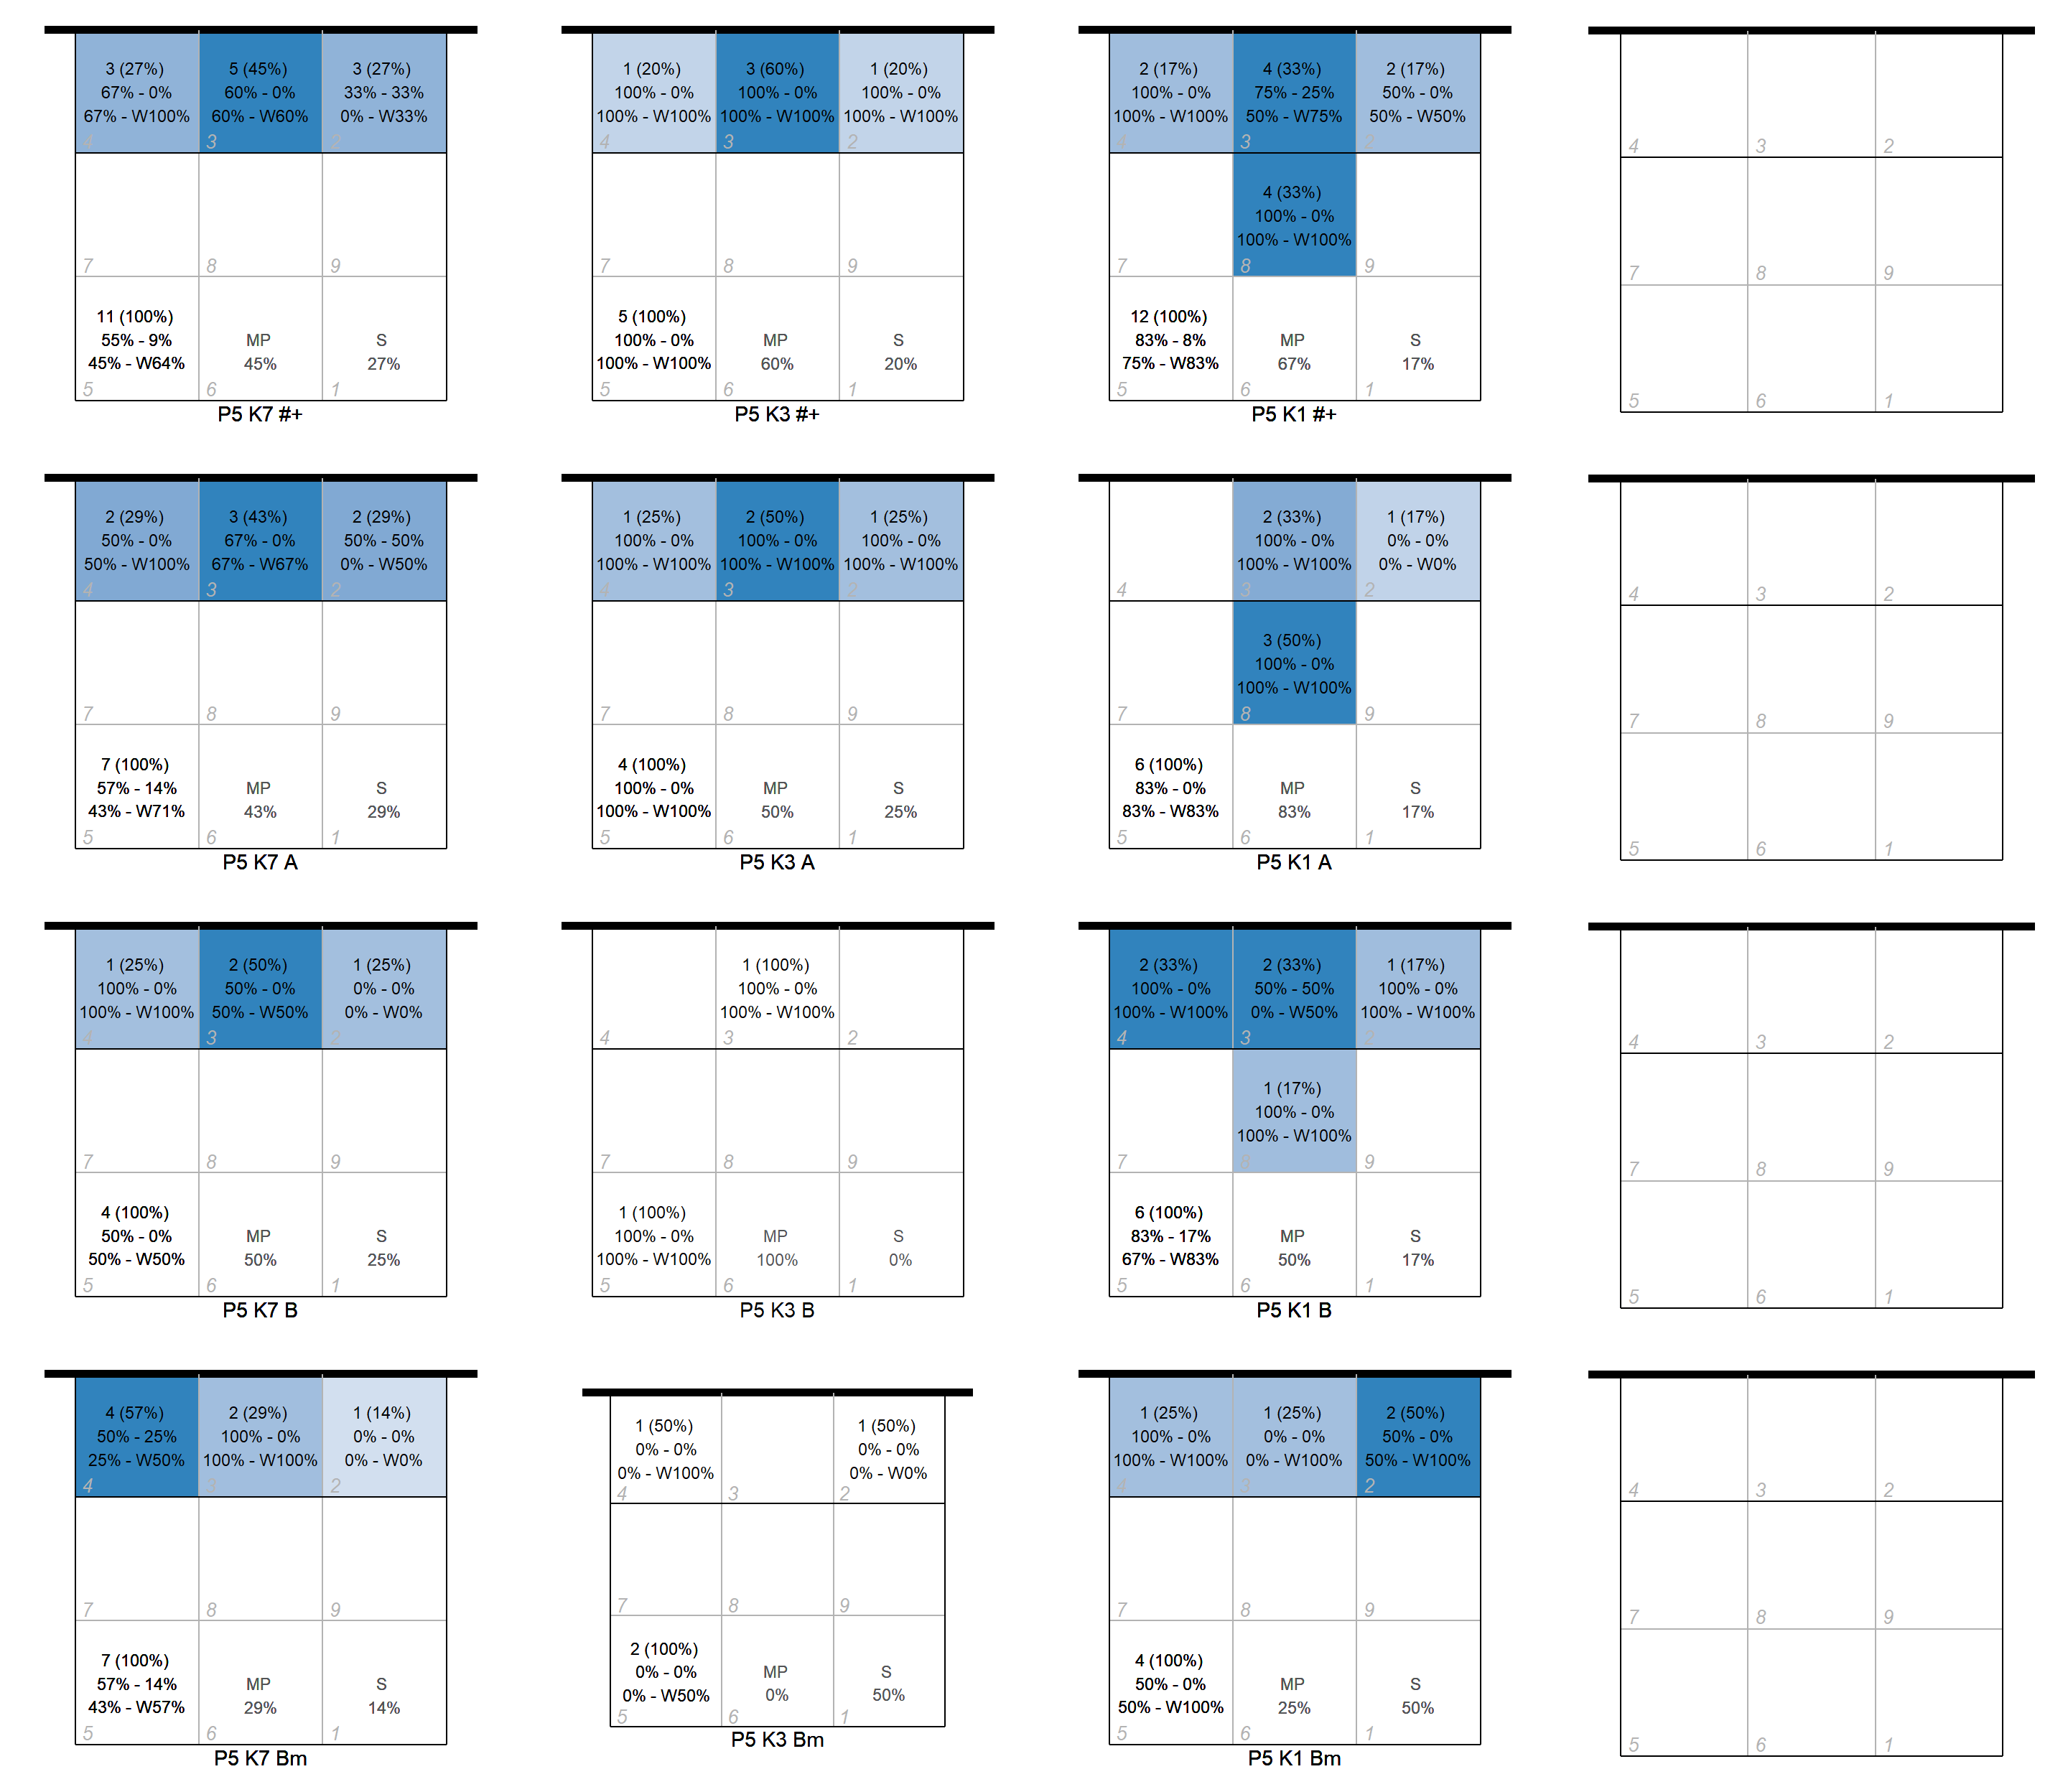 3 (27%)
67% - 0%
67% - W100%
4
5 (45%)
60% - 0%
60% - W60%
3
3 (27%)
33% - 33%
0% - W33%
2
7
8
9
11 (100%)
55% - 9%
45% - W64%
5
MP
45%
6
S
27%
1
P5 K7 #+
1 (20%)
100% - 0%
100% - W100%
4
3 (60%)
100% - 0%
100% - W100%
3
1 (20%)
100% - 0%
100% - W100%
2
7
8
9
5 (100%)
100% - 0%
100% - W100%
5
MP
60%
6
S
20%
1
P5 K3 #+
2 (17%)
100% - 0%
100% - W100%
4
4 (33%)
75% - 25%
50% - W75%
3
2 (17%)
50% - 0%
50% - W50%
2
7
4 (33%)
100% - 0%
100% - W100%
8
9
12 (100%)
83% - 8%
75% - W83%
5
MP
67%
6
S
17%
1
P5 K1 #+
4
3
2
7
8
9
5
6
1
2 (29%)
50% - 0%
50% - W100%
4
3 (43%)
67% - 0%
67% - W67%
3
2 (29%)
50% - 50%
0% - W50%
2
7
8
9
7 (100%)
57% - 14%
43% - W71%
5
MP
43%
6
S
29%
1
P5 K7 A
1 (25%)
100% - 0%
100% - W100%
4
2 (50%)
100% - 0%
100% - W100%
3
1 (25%)
100% - 0%
100% - W100%
2
7
8
9
4 (100%)
100% - 0%
100% - W100%
5
MP
50%
6
S
25%
1
P5 K3 A
4
2 (33%)
100% - 0%
100% - W100%
3
1 (17%)
0% - 0%
0% - W0%
2
7
3 (50%)
100% - 0%
100% - W100%
8
9
6 (100%)
83% - 0%
83% - W83%
5
MP
83%
6
S
17%
1
P5 K1 A
4
3
2
7
8
9
5
6
1
1 (25%)
100% - 0%
100% - W100%
4
2 (50%)
50% - 0%
50% - W50%
3
1 (25%)
0% - 0%
0% - W0%
2
7
8
9
4 (100%)
50% - 0%
50% - W50%
5
MP
50%
6
S
25%
1
P5 K7 B
4
1 (100%)
100% - 0%
100% - W100%
3
2
7
8
9
1 (100%)
100% - 0%
100% - W100%
5
MP
100%
6
S
0%
1
P5 K3 B
2 (33%)
100% - 0%
100% - W100%
4
2 (33%)
50% - 50%
0% - W50%
3
1 (17%)
100% - 0%
100% - W100%
2
7
1 (17%)
100% - 0%
100% - W100%
8
9
6 (100%)
83% - 17%
67% - W83%
5
MP
50%
6
S
17%
1
P5 K1 B
4
3
2
7
8
9
5
6
1
4 (57%)
50% - 25%
25% - W50%
4
2 (29%)
100% - 0%
100% - W100%
3
1 (14%)
0% - 0%
0% - W0%
2
7
8
9
7 (100%)
57% - 14%
43% - W57%
5
MP
29%
6
S
14%
1
P5 K7 Bm
1 (50%)
0% - 0%
0% - W100%
4
3
1 (50%)
0% - 0%
0% - W0%
2
7
8
9
2 (100%)
0% - 0%
0% - W50%
5
MP
0%
6
S
50%
1
P5 K3 Bm
1 (25%)
100% - 0%
100% - W100%
4
1 (25%)
0% - 0%
0% - W100%
3
2 (50%)
50% - 0%
50% - W100%
2
7
8
9
4 (100%)
50% - 0%
50% - W100%
5
MP
25%
6
S
50%
1
P5 K1 Bm
4
3
2
7
8
9
5
6
1